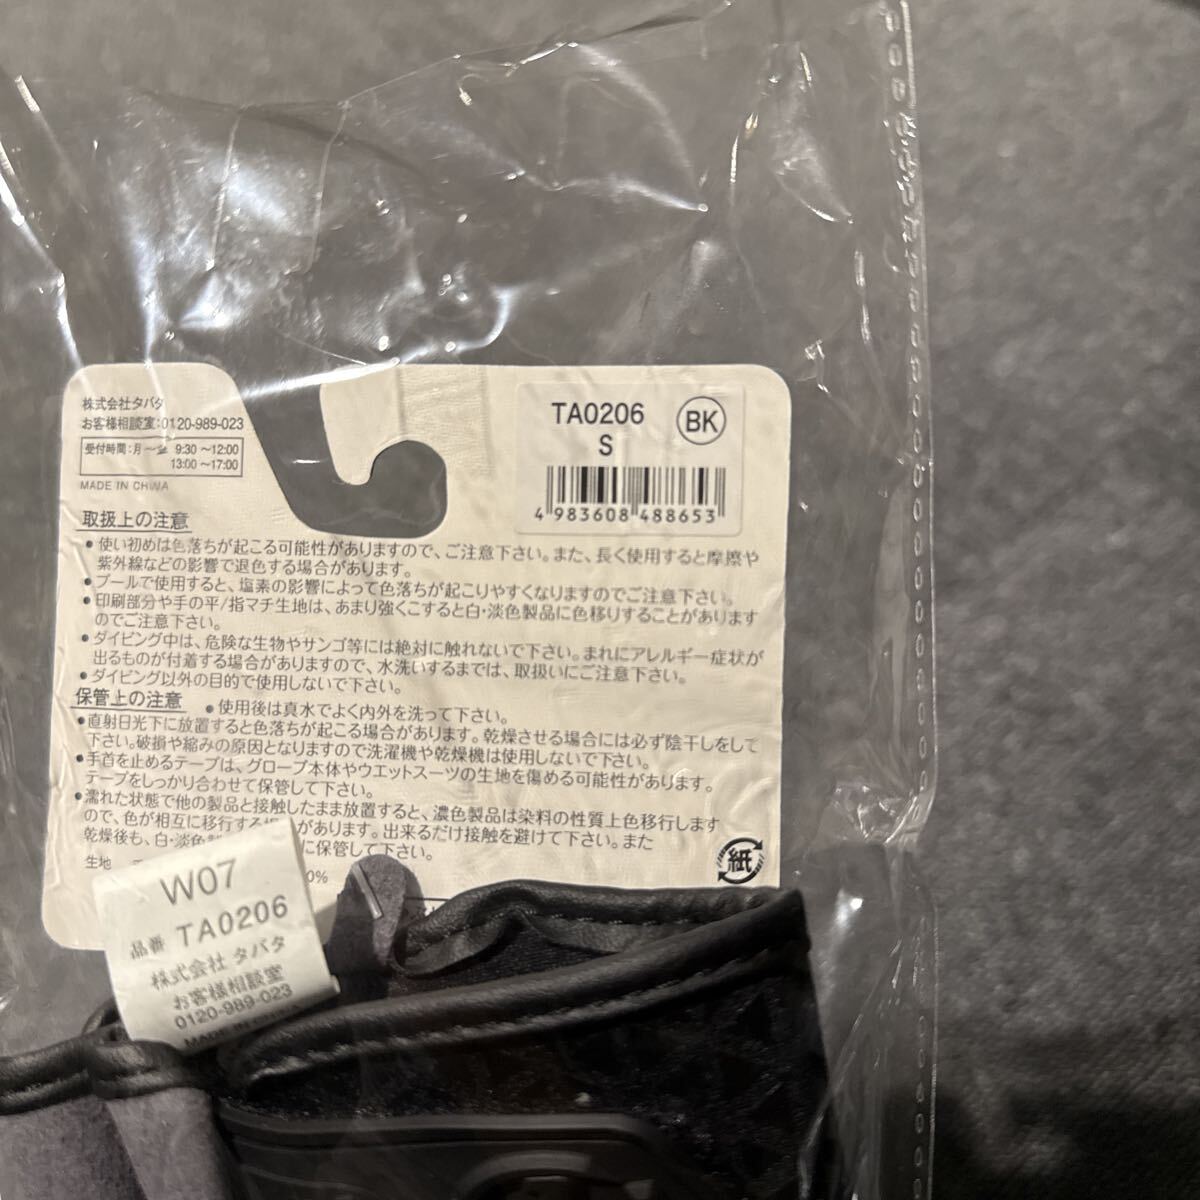 株式会社タバタ
お客様相談室:0120-989-023
受付時間:月〜金 9:30〜12:00
13:00〜17:00
MADE IN CHINA
TA0206
S
BK
4 983608 488653
取扱上の注意
•使い初めは色落ちが起こる可能性がありますので、ご注意下さい。また、長く使用すると摩擦や
紫外線などの影響で退色する場合があります。
•プールで使用すると、塩素の影響によって色落ちが起こりやすくなりますのでご注意下さい。
•印刷部分や手の平/指マチ生地は、あまり強くこすると白・淡色製品に色移りすることがあります
のでご注意下さい。
•ダイビング中は、危険な生物やサンゴ等には絶対に触れないで下さい。まれにアレルギー症状が
出るものが付着する場合がありますので、水洗いするまでは、取扱いにご注意下さい。
•ダイビング以外の目的で使用しないで下さい。
保管上の注意 •使用後は真水でよく内外を洗って下さい。
•直射日光下に放置すると色落ちが起こる場合があります。乾燥させる場合には必ず陰干しをして
下さい。破損や縮みの原因となりますので洗濯機や乾燥機は使用しないで下さい。
•手首を止めるテープは、グローブ本体やウエットスーツの生地を傷める可能性があります。
テープをしっかり合わせて保管して下さい。
•濡れた状態で他の製品と接触したまま放置すると、濃色製品は染料の性質上色移行します
ので、色が相互に移行する があります。出来るだけ接触を避けて下さい。また
乾燥後も、白・淡色 に保管して下さい。
生地
0%
紙
W07
品番 TA0206
株式会社 タバタ
お客様相談室
0120-989-023
MADE IN